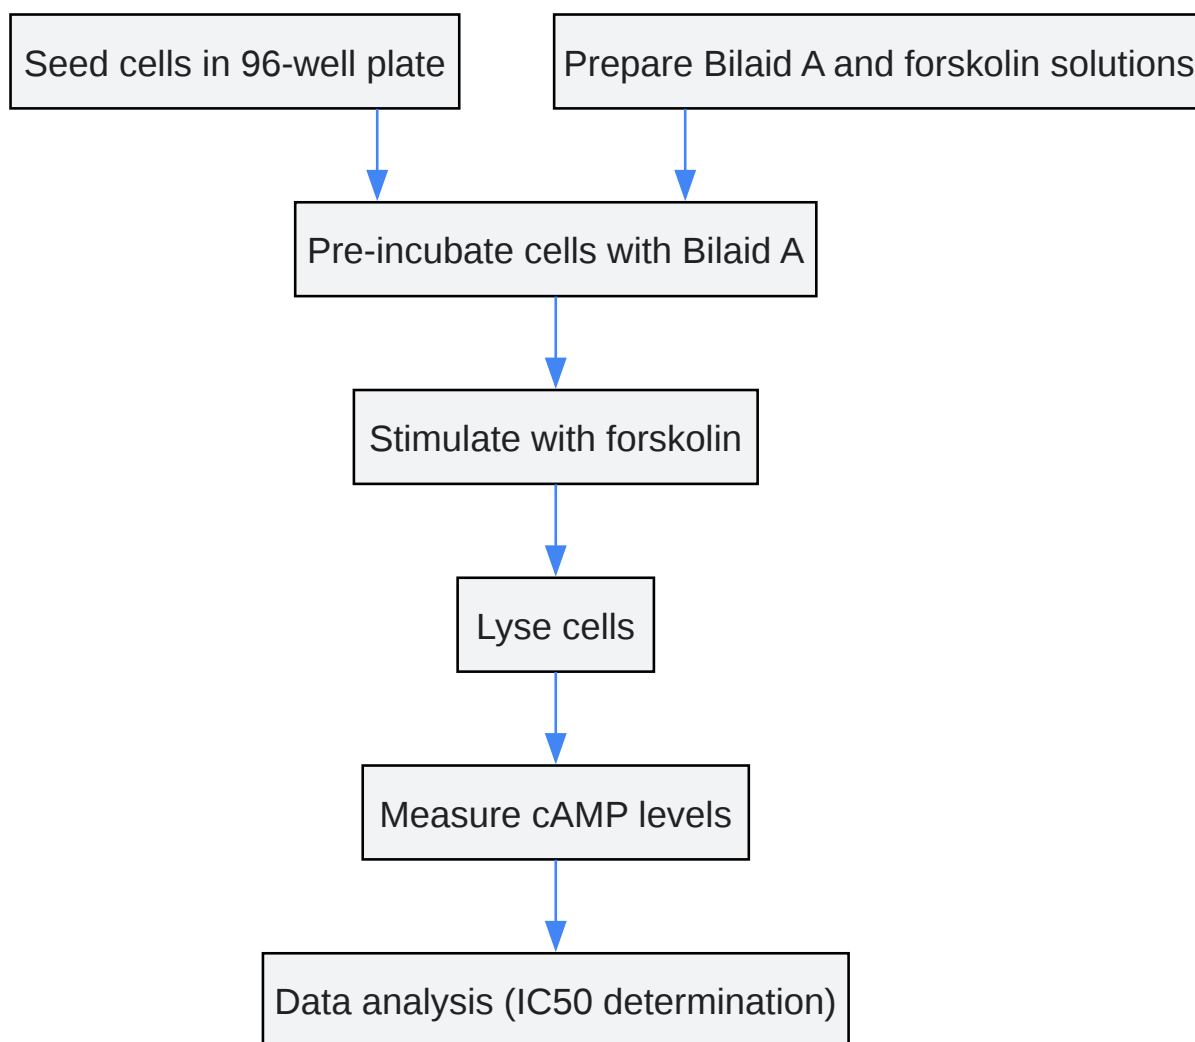 Seed cells in 96-well plate
Prepare Bilaid A and forskolin solutions
Pre-incubate cells with Bilaid A
Stimulate with forskolin
Lyse cells
Measure cAMP levels
Data analysis (IC50 determination)